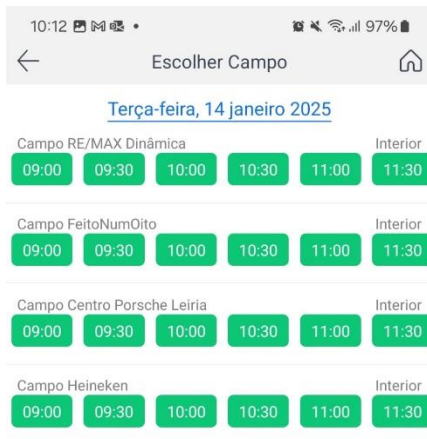 10:12 97%
Escolher Campo
Terça-feira, 14 janeiro 2025
Campo RE/MAX Dinâmica Interior
09:00 09:30 10:00 10:30 11:00 11:30
Campo FeitoNumOito Interior
09:00 09:30 10:00 10:30 11:00 11:30
Campo Centro Porsche Leiria Interior
09:00 09:30 10:00 10:30 11:00 11:30
Campo Heineken Interior
09:00 09:30 10:00 10:30 11:00 11:30